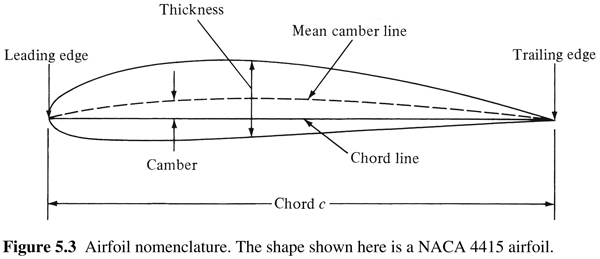 Thickness
Mean camber line
Leading edge
Trailing edge
Camber
Chord line
Chord c
Figure 5.3 Airfoil nomenclature. The shape shown here is a NACA 4415 airfoil.